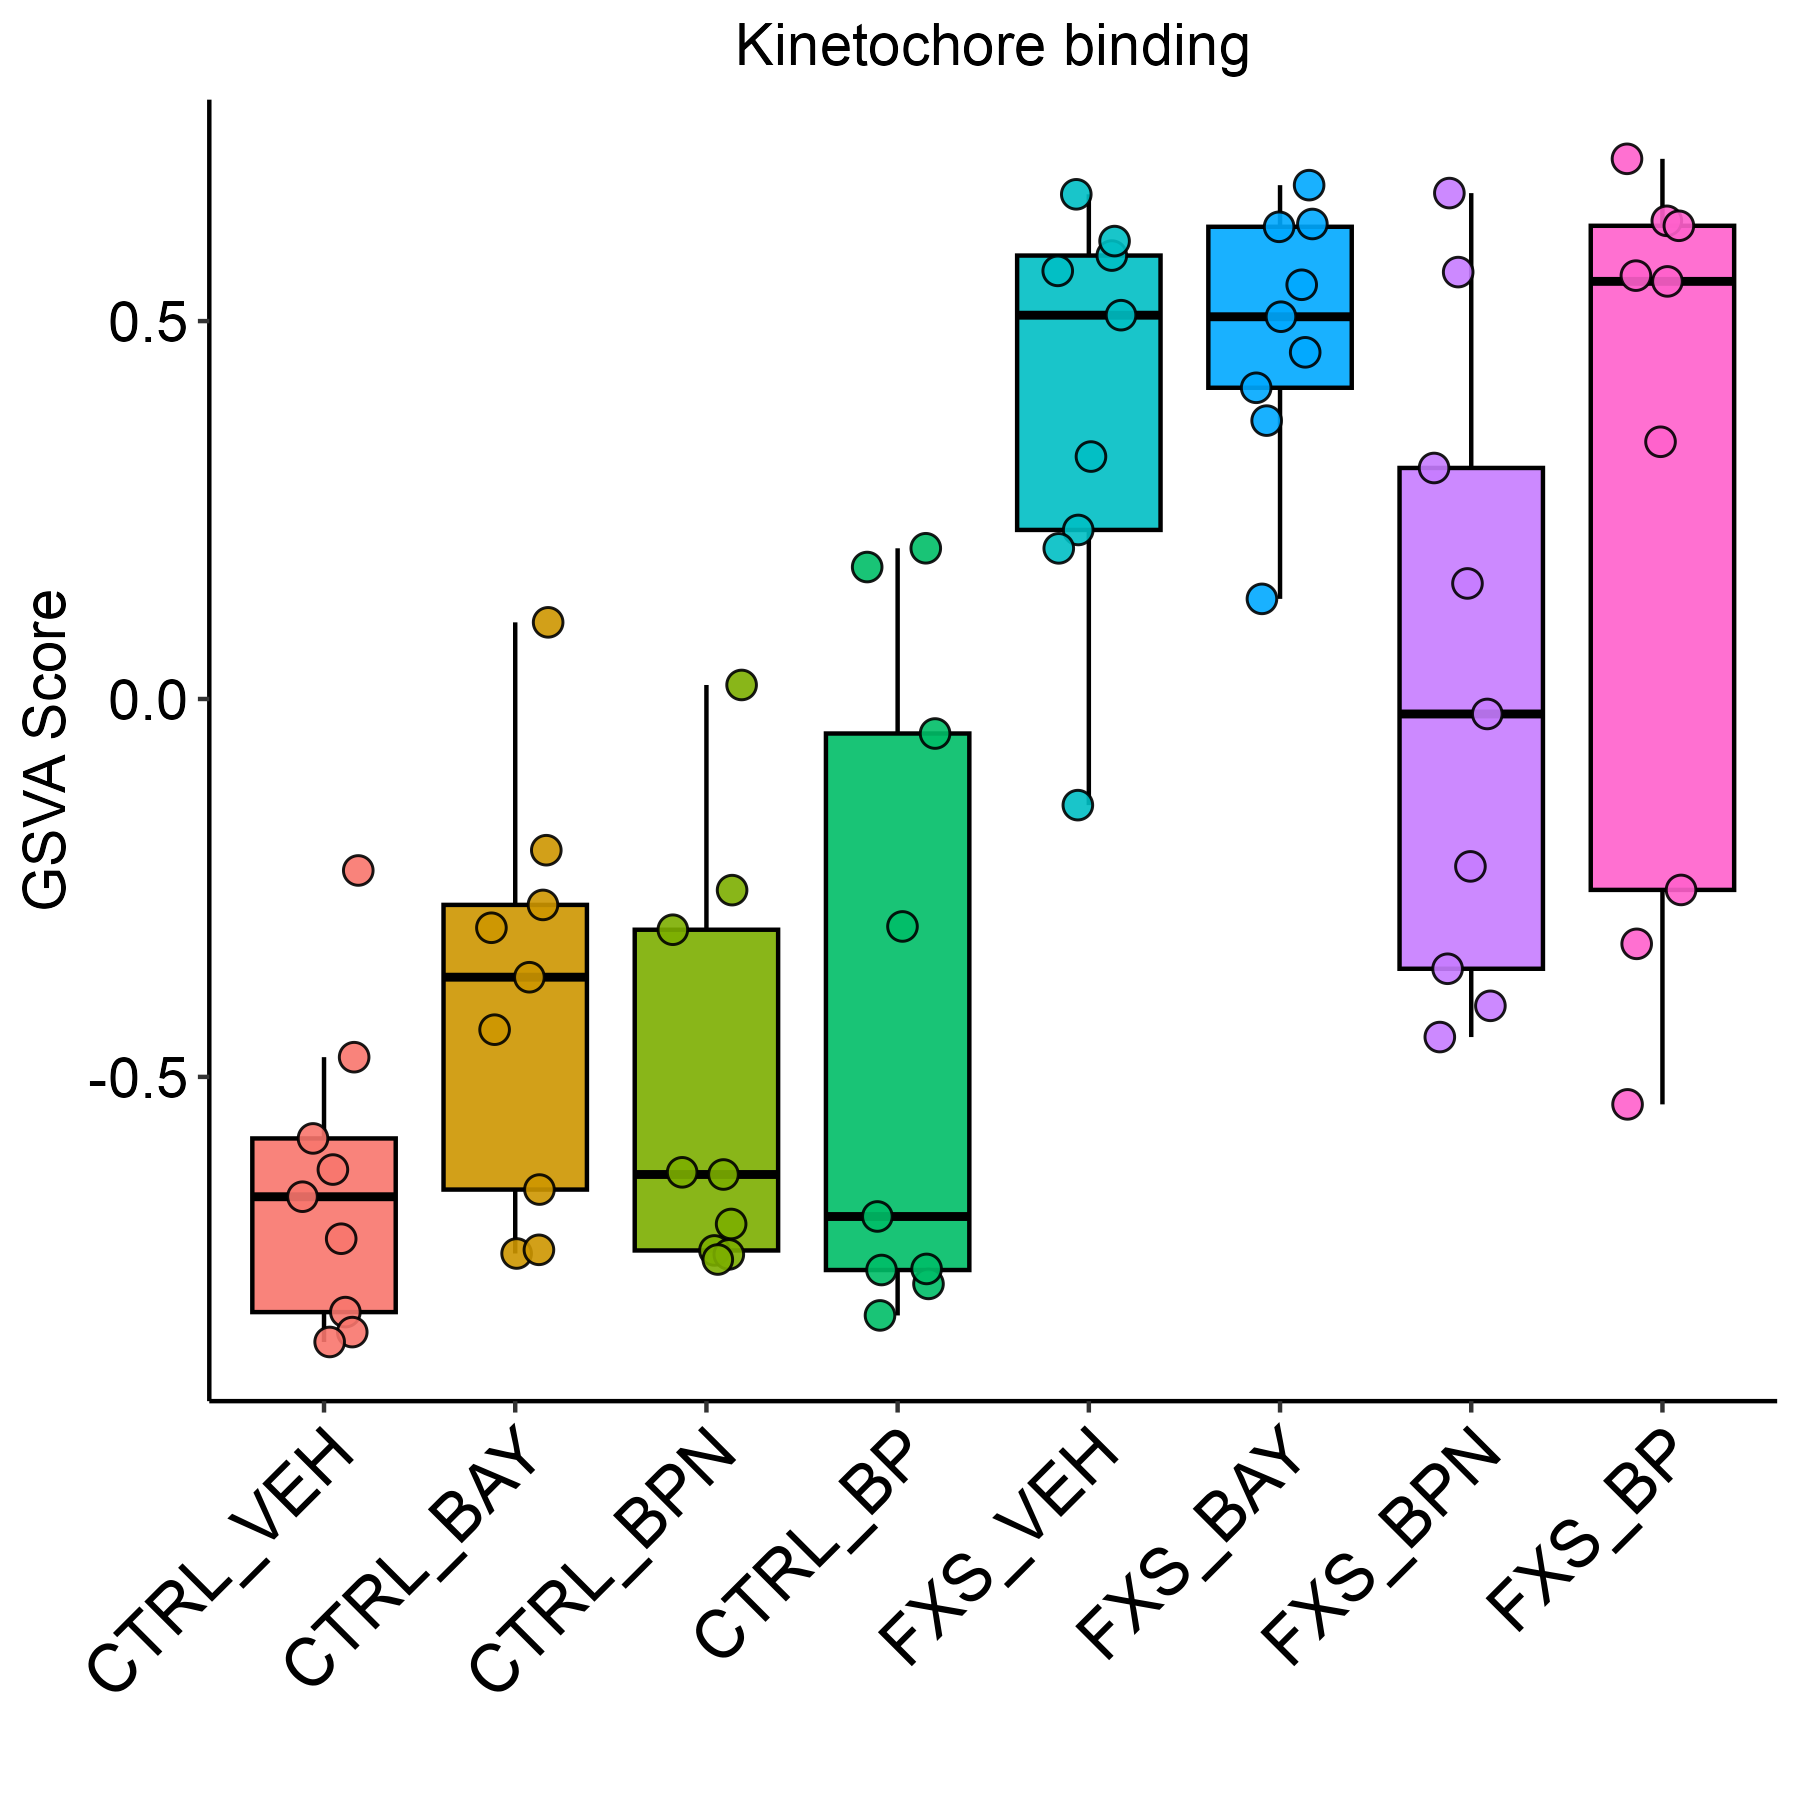 Kinetochore binding
GSVA Score
0.5
0.0
-0.5
CTRL_VEH
CTRL_BAY
CTRL_BPN
CTRL_BP
FXS_VEH
FXS_BAY
FXS_BPN
FXS_BP